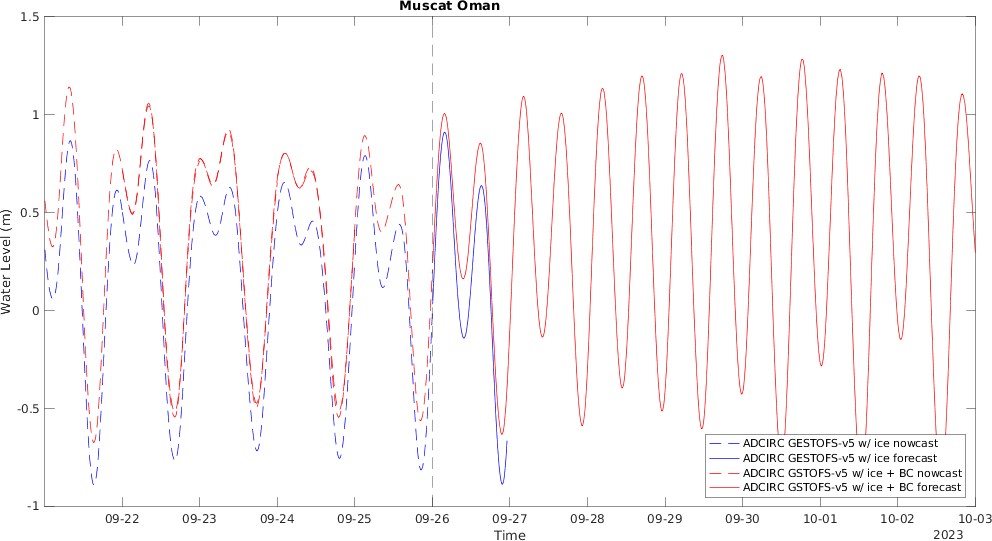 Muscat Oman
1.5
1
0.5
0
-0.5
-1
Water Level (m)
ADCIRC GESTOFS-v5 w/ ice nowcast
ADCIRC GESTOFS-v5 w/ ice forecast
ADCIRC GSTOFS-v5 w/ ice + BC nowcast
ADCIRC GSTOFS-v5 w/ ice + BC forecast
09-22 09-23 09-24 09-25 09-26 09-27 09-28 09-29 09-30 10-01 10-02 10-03
Time
2023